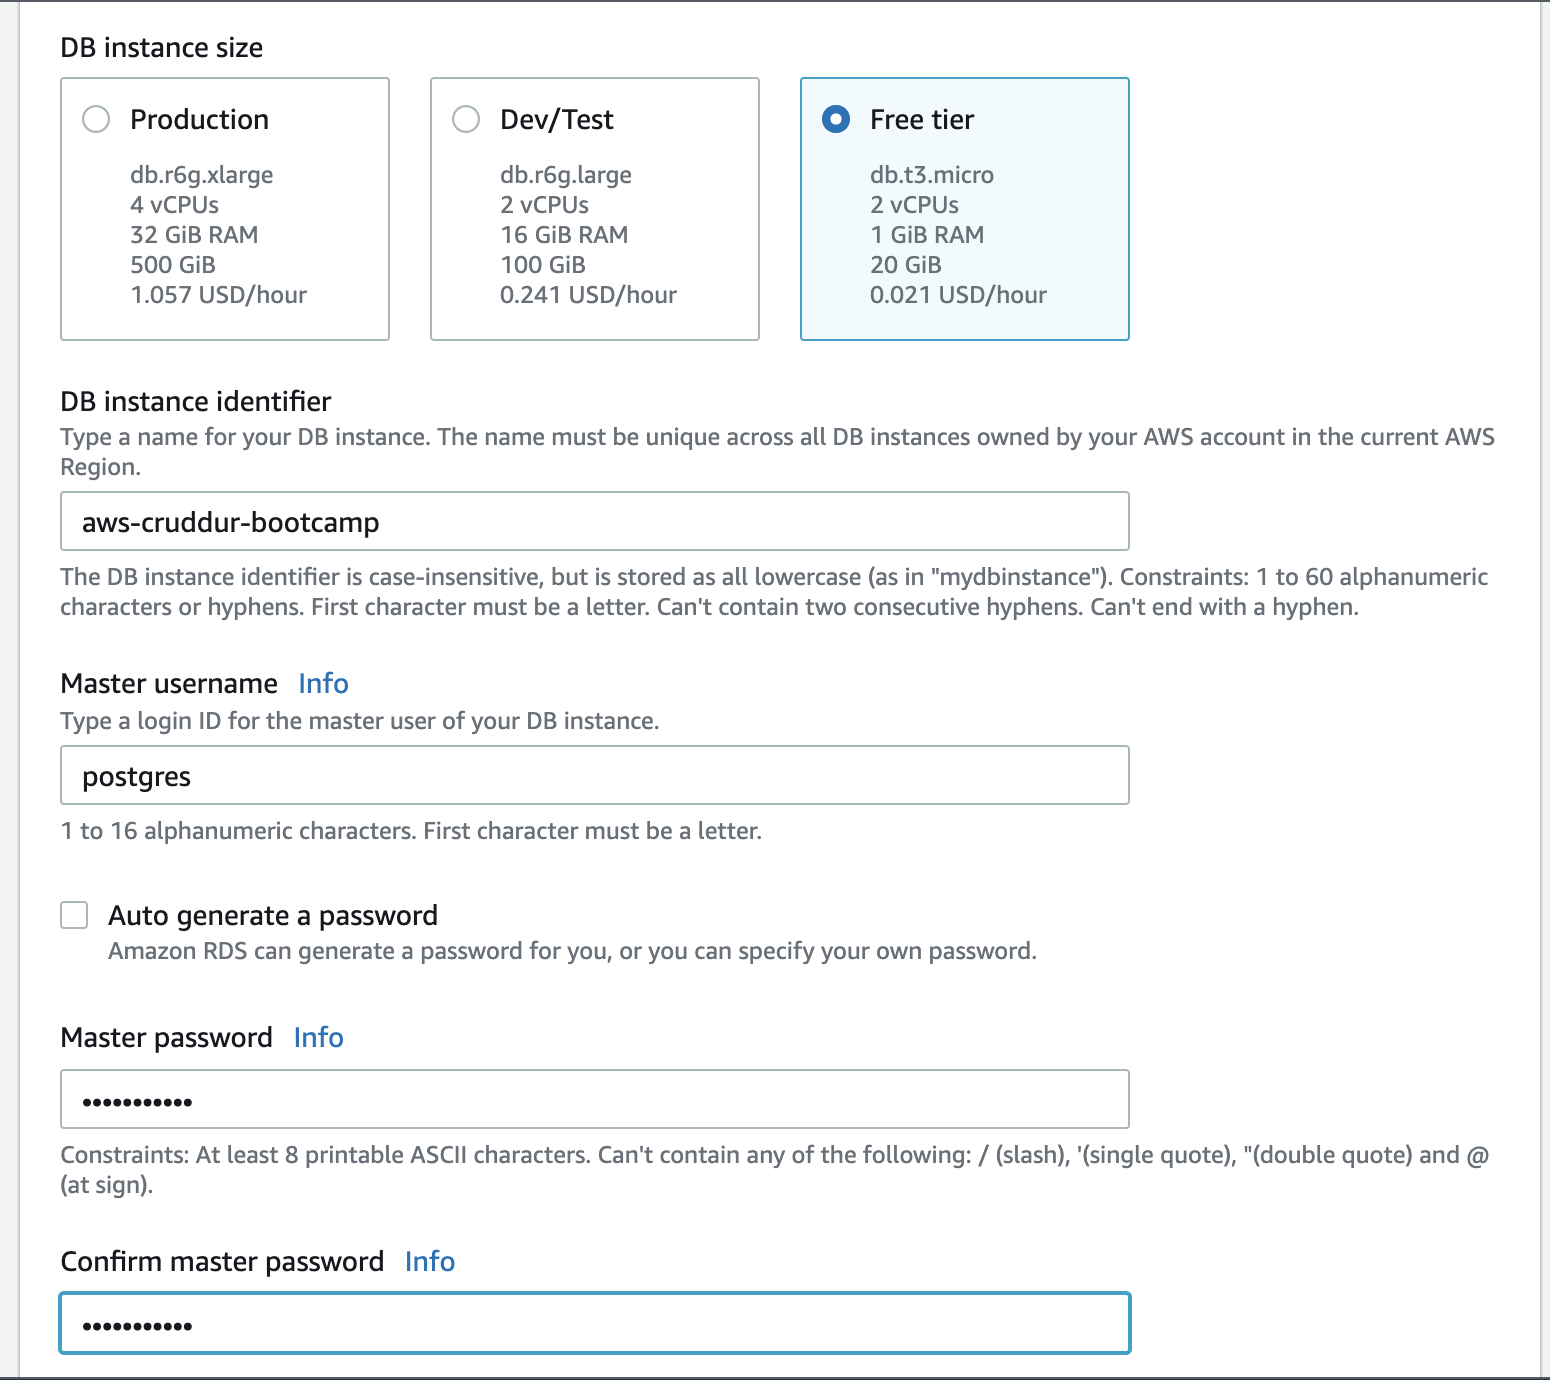 DB instance size
Production
db.r6g.xlarge
4 vCPUs
32 GiB RAM
500 GiB
1.057 USD/hour
Dev/Test
db.r6g.large
2 vCPUs
16 GiB RAM
100 GiB
0.241 USD/hour
Free tier
db.t3.micro
2 vCPUs
1 GiB RAM
20 GiB
0.021 USD/hour
DB instance identifier
Type a name for your DB instance. The name must be unique across all DB instances owned by your AWS account in the current AWS
Region.
aws-cruddur-bootcamp
The DB instance identifier is case-insensitive, but is stored as all lowercase (as in "mydbinstance"). Constraints: 1 to 60 alphanumeric
characters or hyphens. First character must be a letter. Can't contain two consecutive hyphens. Can't end with a hyphen.
Master username Info
Type a login ID for the master user of your DB instance.
postgres
1 to 16 alphanumeric characters. First character must be a letter.
Auto generate a password
Amazon RDS can generate a password for you, or you can specify your own password.
Master password Info
•••••••••••
Constraints: At least 8 printable ASCII characters. Can't contain any of the following: / (slash), '(single quote), "(double quote) and @
(at sign).
Confirm master password Info
•••••••••••